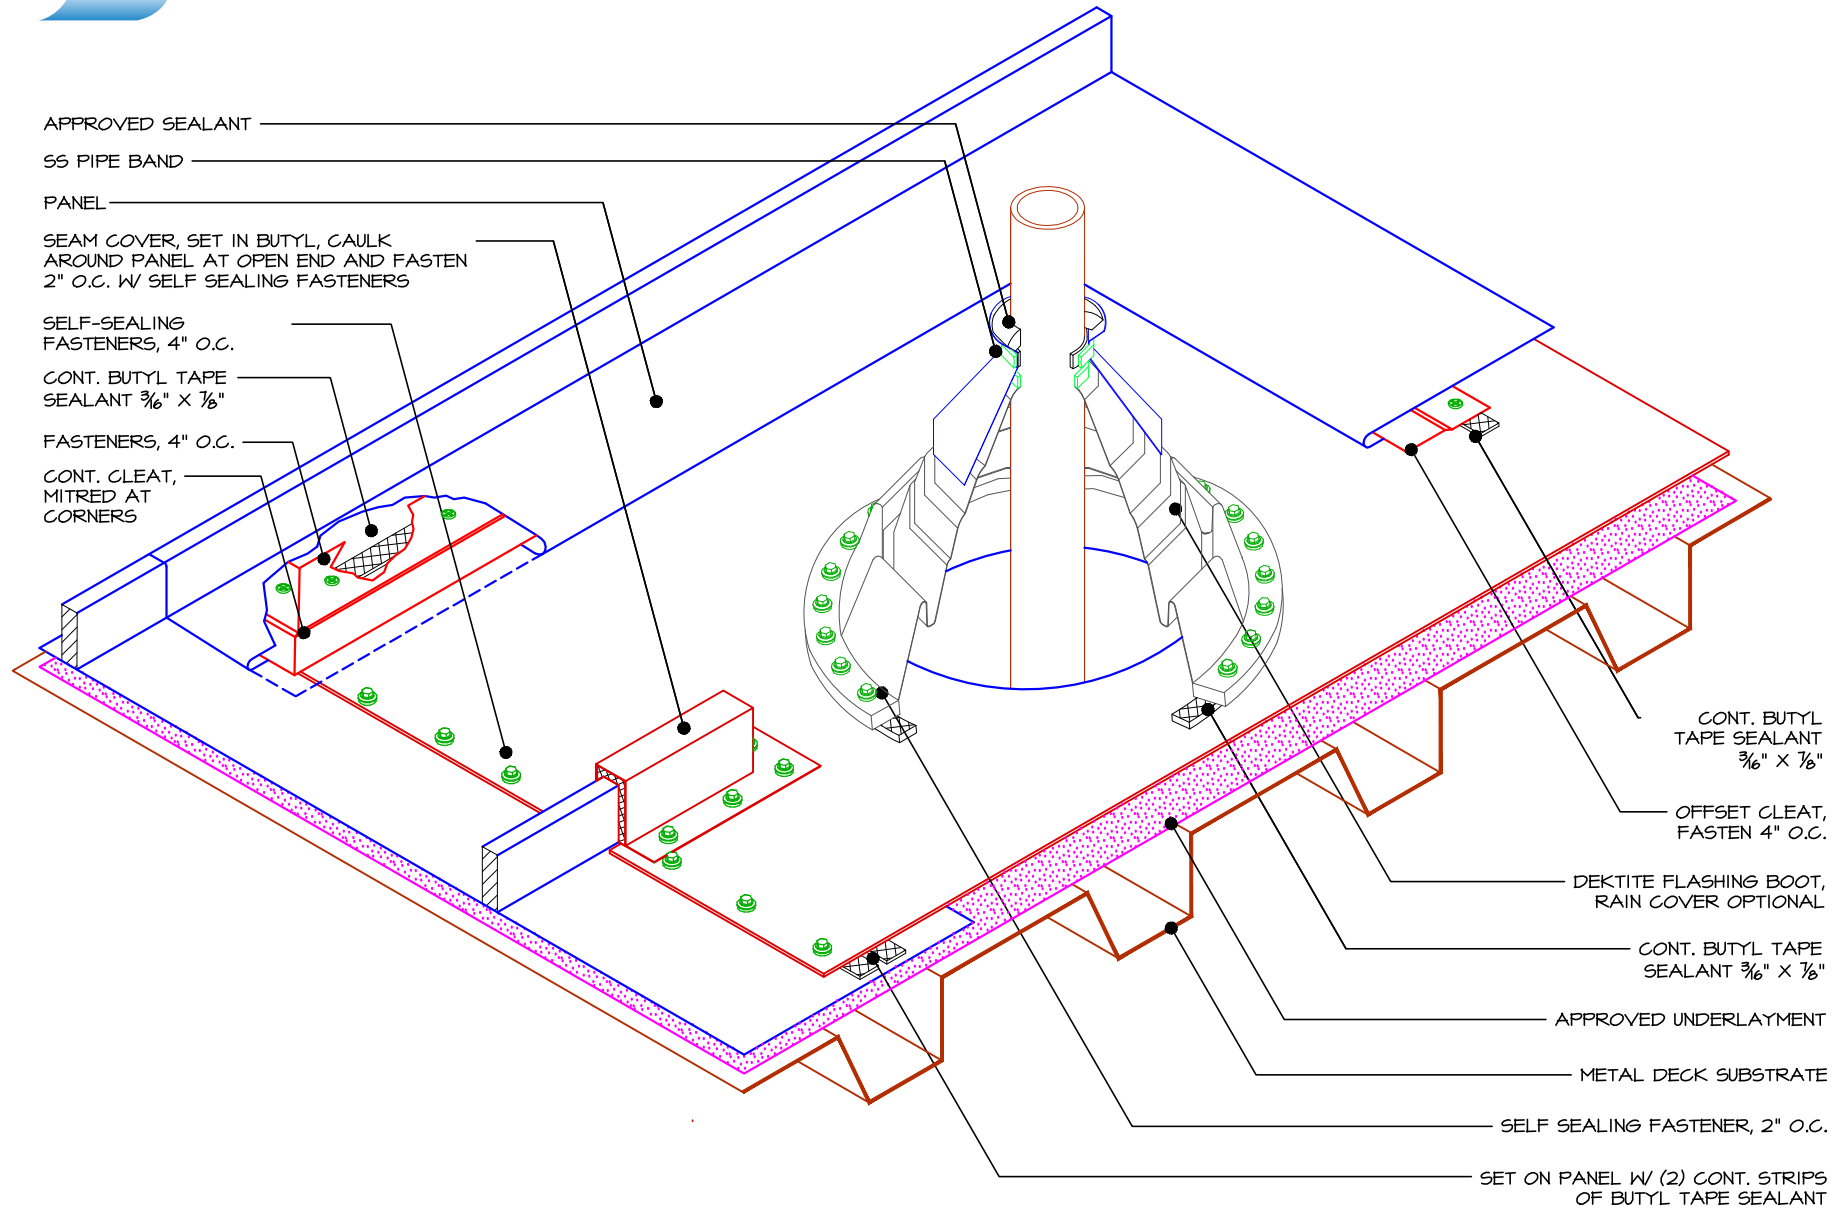 APPROVED SEALANT
SS PIPE BAND
PANEL
SEAM COVER, SET IN BUTYL, CAULK
AROUND PANEL AT OPEN END AND FASTEN
2" O.C. W/ SELF SEALING FASTENERS
SELF-SEALING
FASTENERS, 4" O.C.
CONT. BUTYL TAPE
SEALANT 3/16" X 7/8"
FASTENERS, 4" O.C.
CONT. CLEAT,
MITRED AT
CORNERS
CONT. BUTYL
TAPE SEALANT
3/16" X 7/8"
OFFSET CLEAT,
FASTEN 4" O.C.
DEKTITE FLASHING BOOT,
RAIN COVER OPTIONAL
CONT. BUTYL TAPE
SEALANT 3/16" X 7/8"
APPROVED UNDERLAYMENT
METAL DECK SUBSTRATE
SELF SEALING FASTENER, 2" O.C.
SET ON PANEL W/ (2) CONT. STRIPS
OF BUTYL TAPE SEALANT